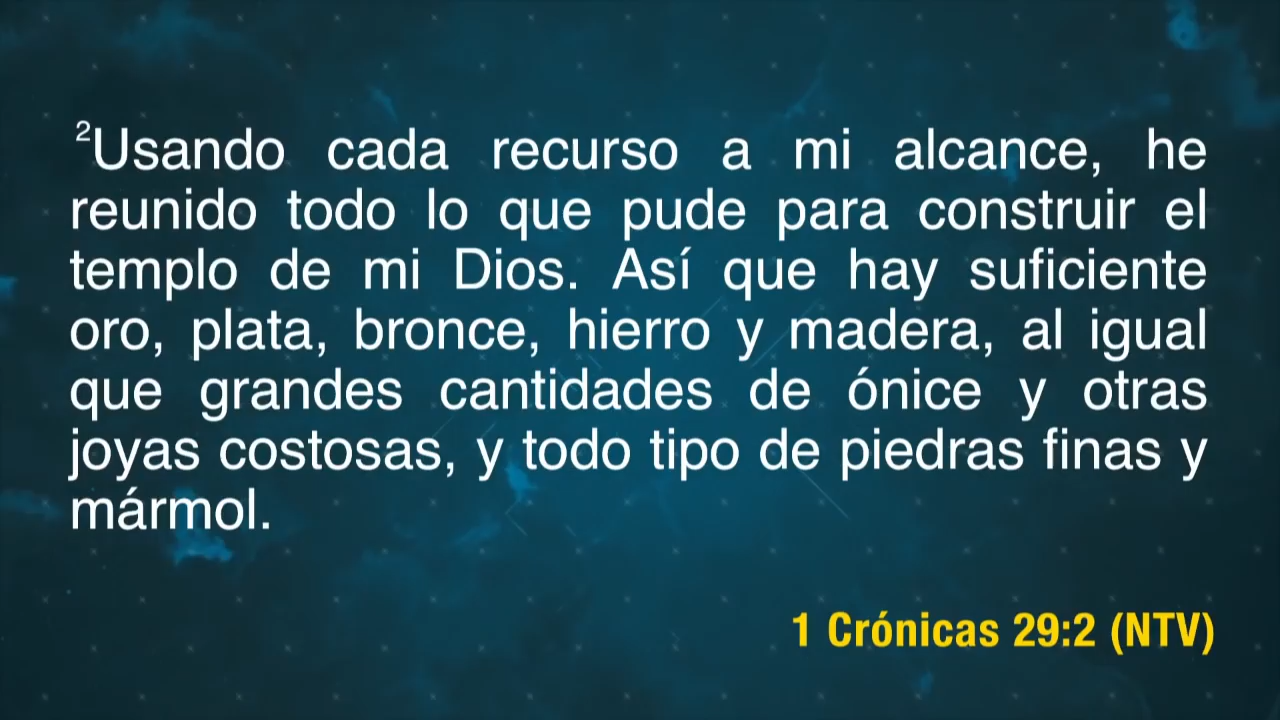 ²Usando cada recurso a mi alcance, he
reunido todo lo que pude para construir el
templo de mi Dios. Así que hay suficiente
oro, plata, bronce, hierro y madera, al igual
que grandes cantidades de ónice y otras
joyas costosas, y todo tipo de piedras finas y
mármol.
1 Crónicas 29:2 (NTV)